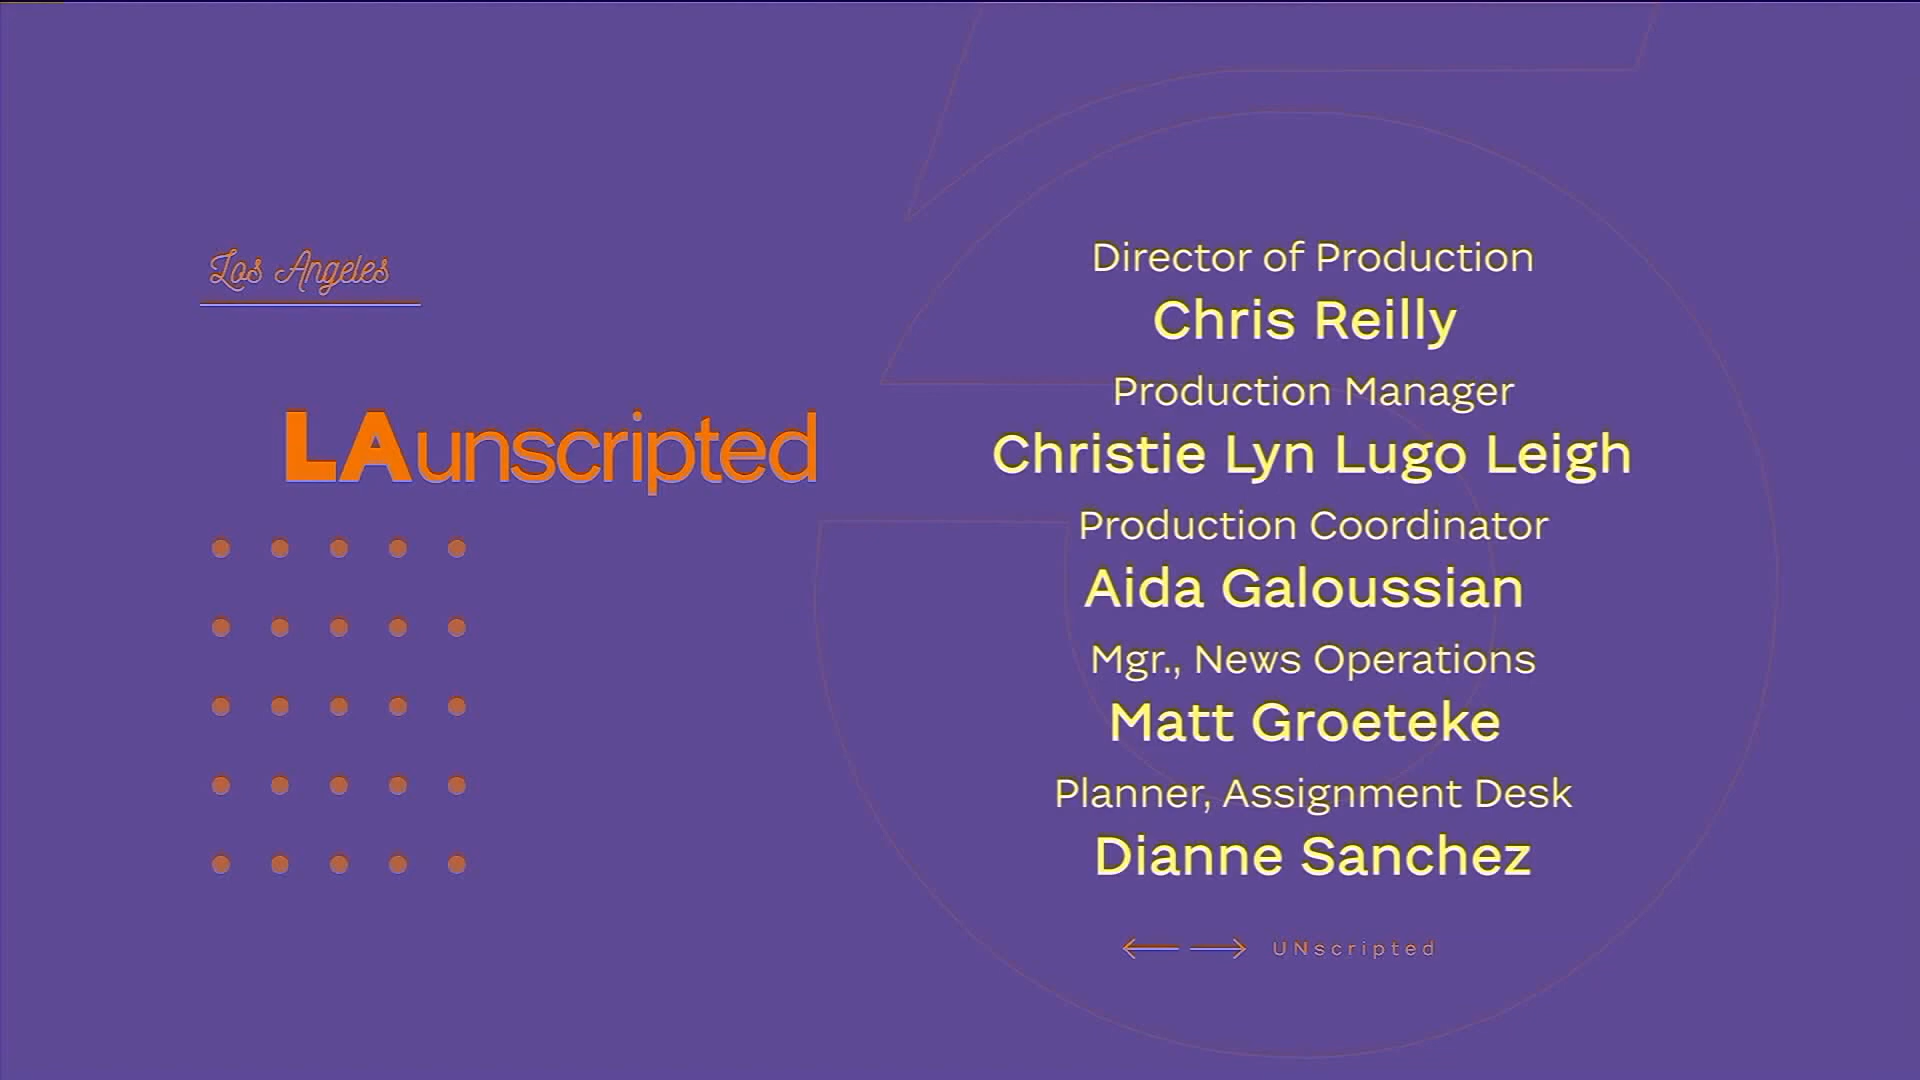 Los Angeles
LAunscripted
Director of Production
Chris Reilly
Production Manager
Christie Lyn Lugo Leigh
Production Coordinator
Aida Galoussian
Mgr., News Operations
Matt Groeteke
Planner, Assignment Desk
Dianne Sanchez
UNscripted